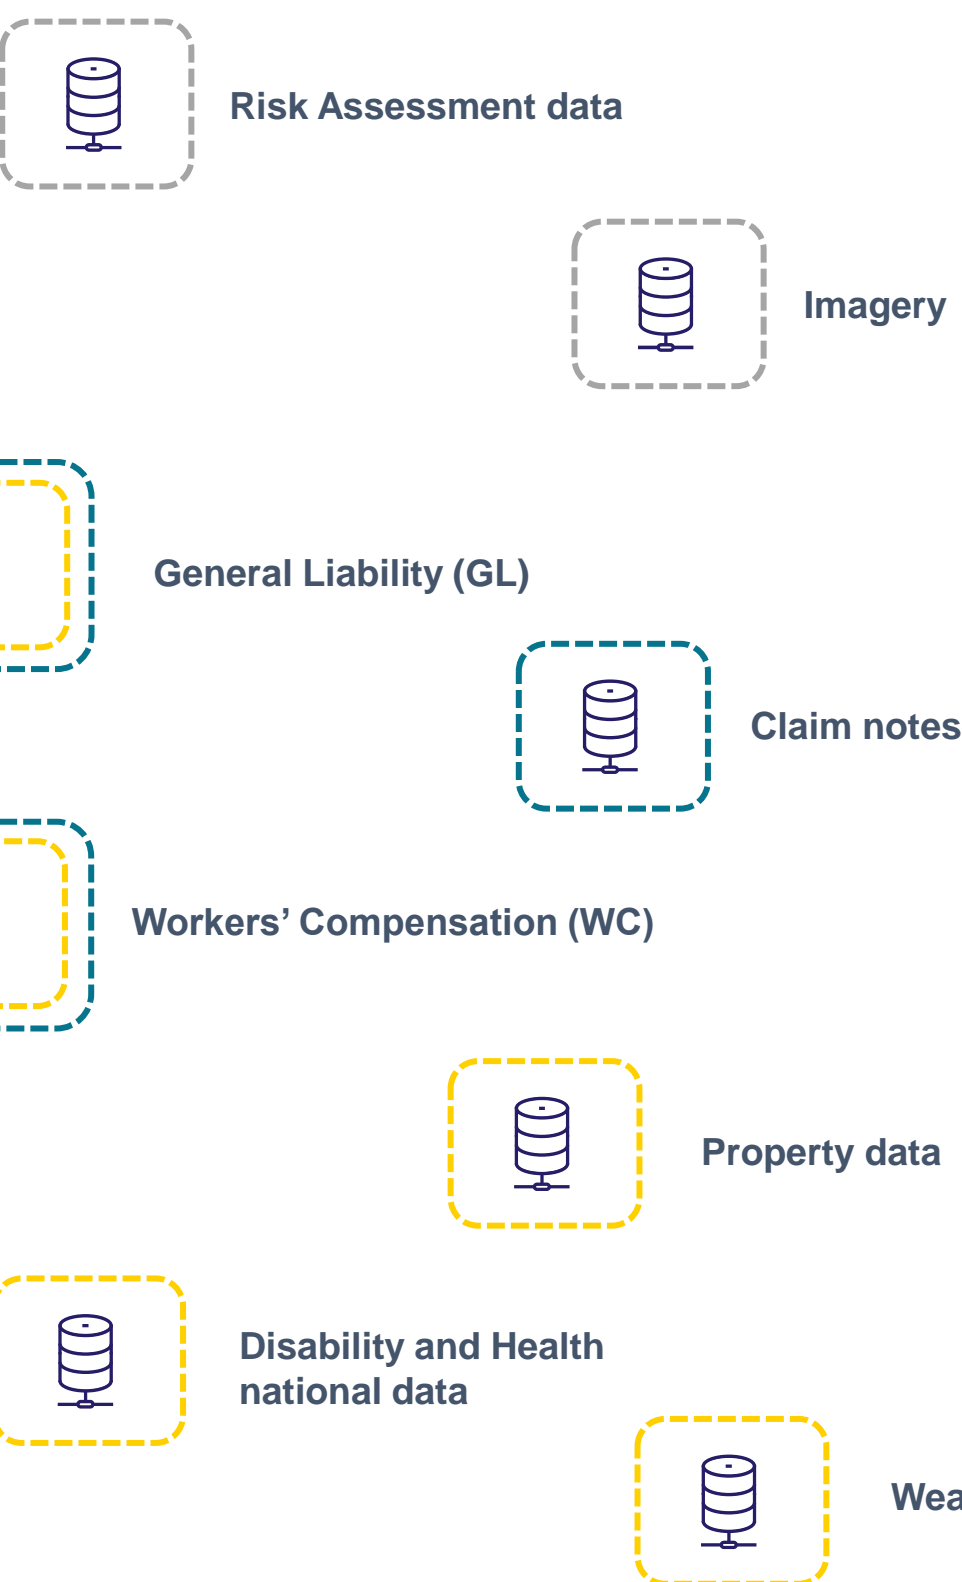 Risk Assessment data
Imagery
General Liability (GL)
Claim notes
Workers’ Compensation (WC)
Property data
Disability and Health
national data